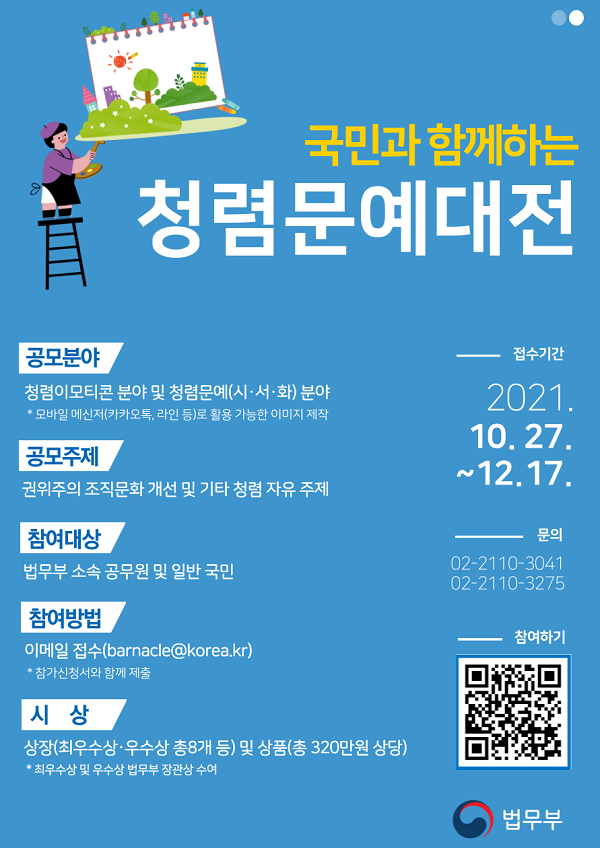 국민과 함께하는
청렴문예대전
공모분야
청렴이모티콘 분야 및 청렴문예(시·서·화) 분야
* 모바일 메신저(카카오톡, 라인 등)로 활용 가능한 이미지 제작
공모주제
권위주의 조직문화 개선 및 기타 청렴 자유 주제
참여대상
법무부 소속 공무원 및 일반 국민
참여방법
이메일 접수(barnacle@korea.kr)
* 참가신청서와 함께 제출
시 상
상장(최우수상·우수상 총8개 등) 및 상품(총 320만원 상당)
* 최우수상 및 우수상 법무부 장관상 수여
접수기간
2021.
10. 27.
~12. 17.
문의
02-2110-3041
02-2110-3275
참여하기
법무부